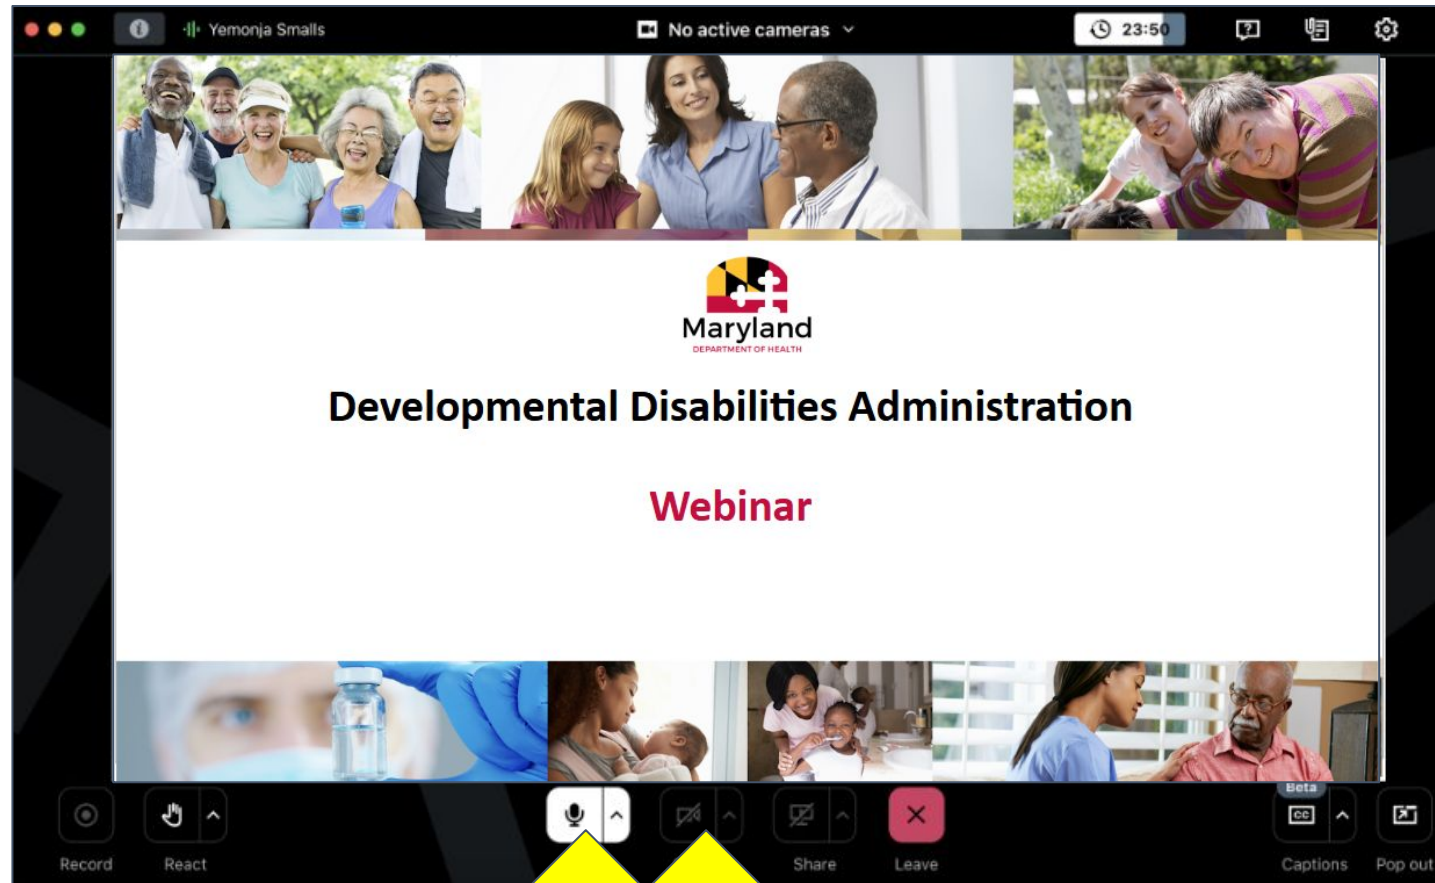 Yemonja Smalls
No active cameras
23:50
Maryland
DEPARTMENT OF HEALTH
Developmental Disabilities Administration
Webinar
Beta
CC
Record
React
Share
Leave
Captions
Pop out